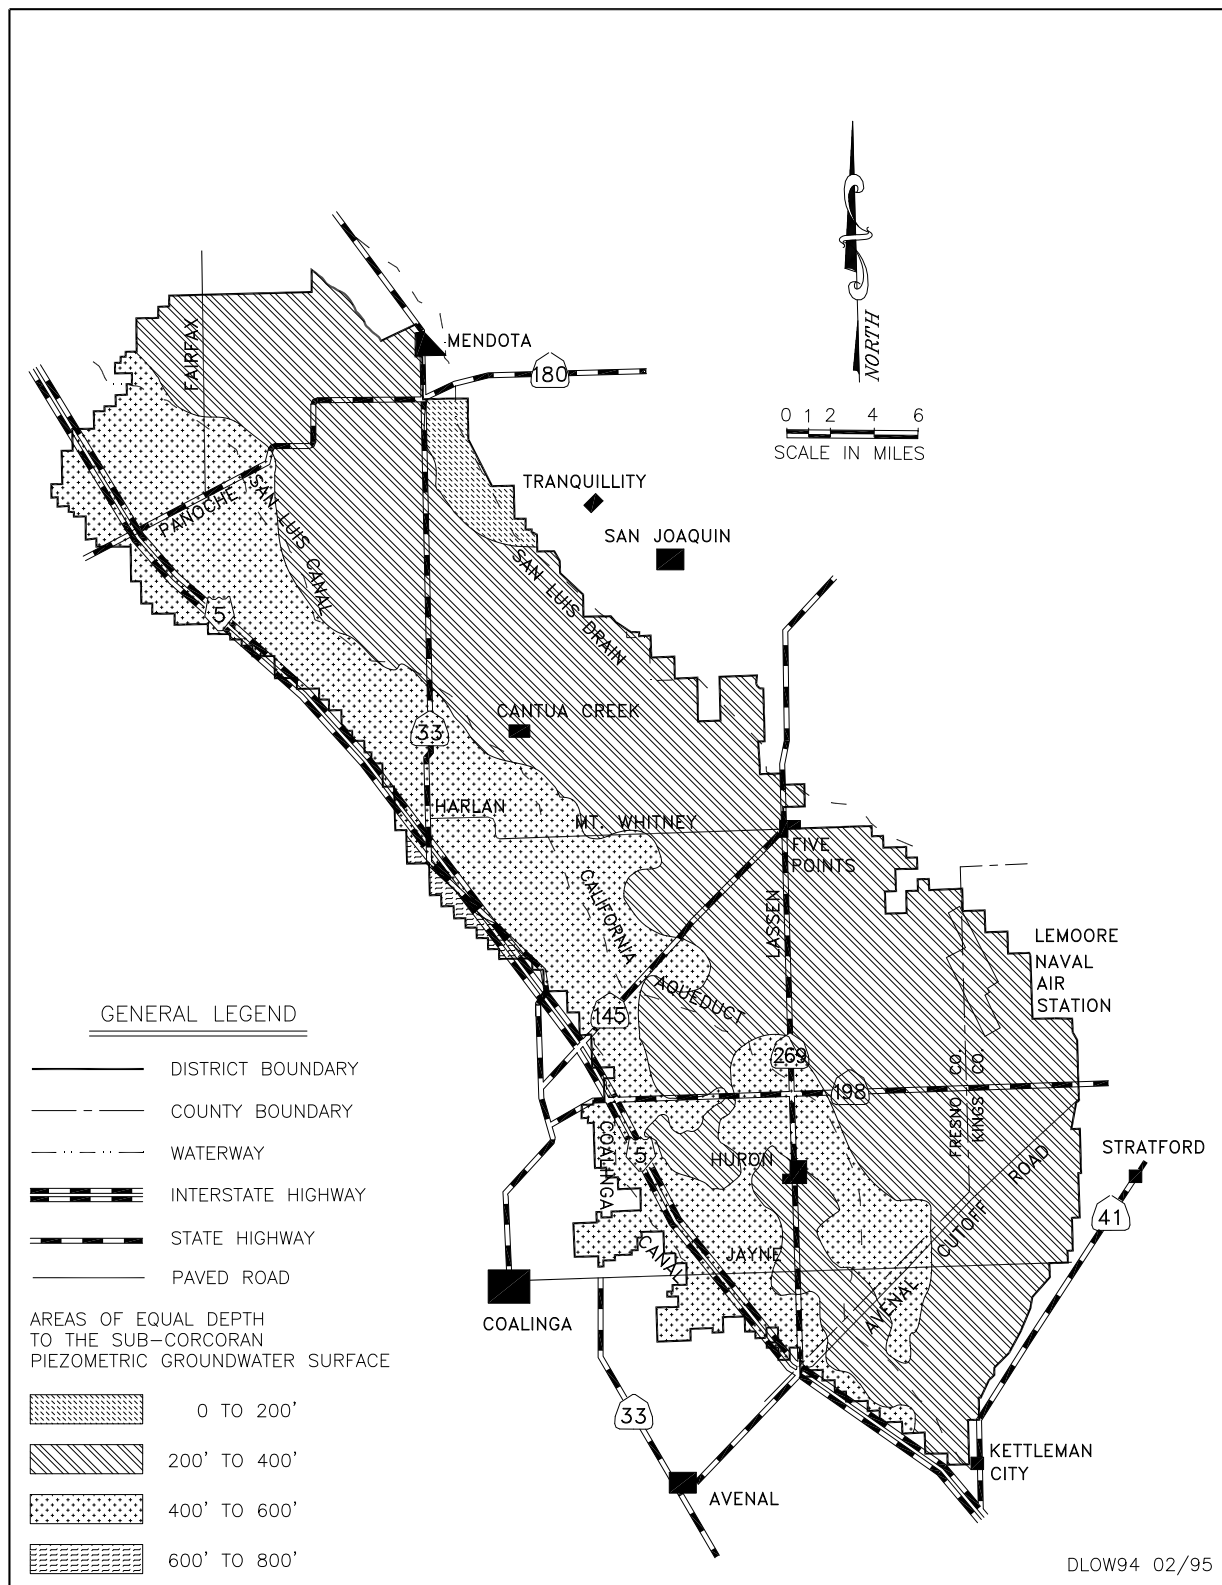 NORTH
MENDOTA
FAIRFAX
180
0 1 2 4 6
SCALE IN MILES
TRANQUILLITY
PANOCHE
SAN LUIS CANAL
SAN JOAQUIN
SAN LUIS DRAIN
5
CANTUA CREEK
33
HARLAN
MT. WHITNEY
FIVE
POINTS
CALIFORNIA
AQUEDUCT
LASSEN
LEMOORE
NAVAL
AIR
STATION
145
269
198
FRESNO CO.
KINGS CO.
COALINGA
CANAL
5
HURON
CUTOFF
ROAD
STRATFORD
41
JAYNE
AVENAL
COALINGA
33
AVENAL
KETTLEMAN
CITY
GENERAL LEGEND
DISTRICT BOUNDARY
COUNTY BOUNDARY
WATERWAY
INTERSTATE HIGHWAY
STATE HIGHWAY
PAVED ROAD
AREAS OF EQUAL DEPTH
TO THE SUB-CORCORAN
PIEZOMETRIC GROUNDWATER SURFACE
0 TO 200'
200' TO 400'
400' TO 600'
600' TO 800'
DLOW94 02/95